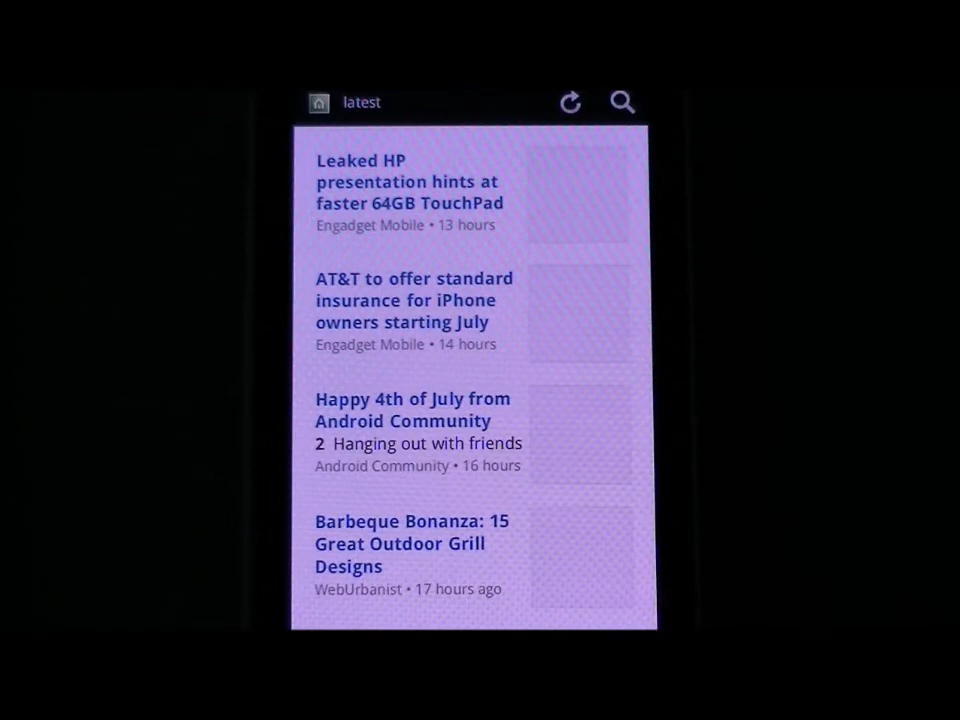 latest
Leaked HP
presentation hints at
faster 64GB TouchPad
Engadget Mobile • 13 hours
AT&T to offer standard
insurance for iPhone
owners starting July
Engadget Mobile • 14 hours
Happy 4th of July from
Android Community
2 Hanging out with friends
Android Community • 16 hours
Barbeque Bonanza: 15
Great Outdoor Grill
Designs
WebUrbanist • 17 hours ago